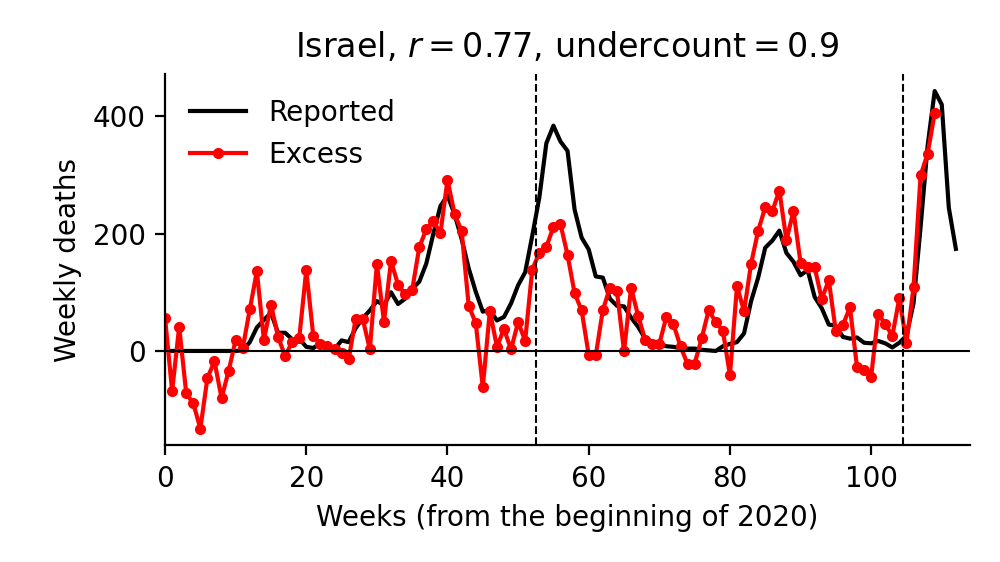 Israel, r = 0.77, undercount = 0.9
Reported
Excess
Weekly deaths
400
200
0
0 20 40 60 80 100
Weeks (from the beginning of 2020)